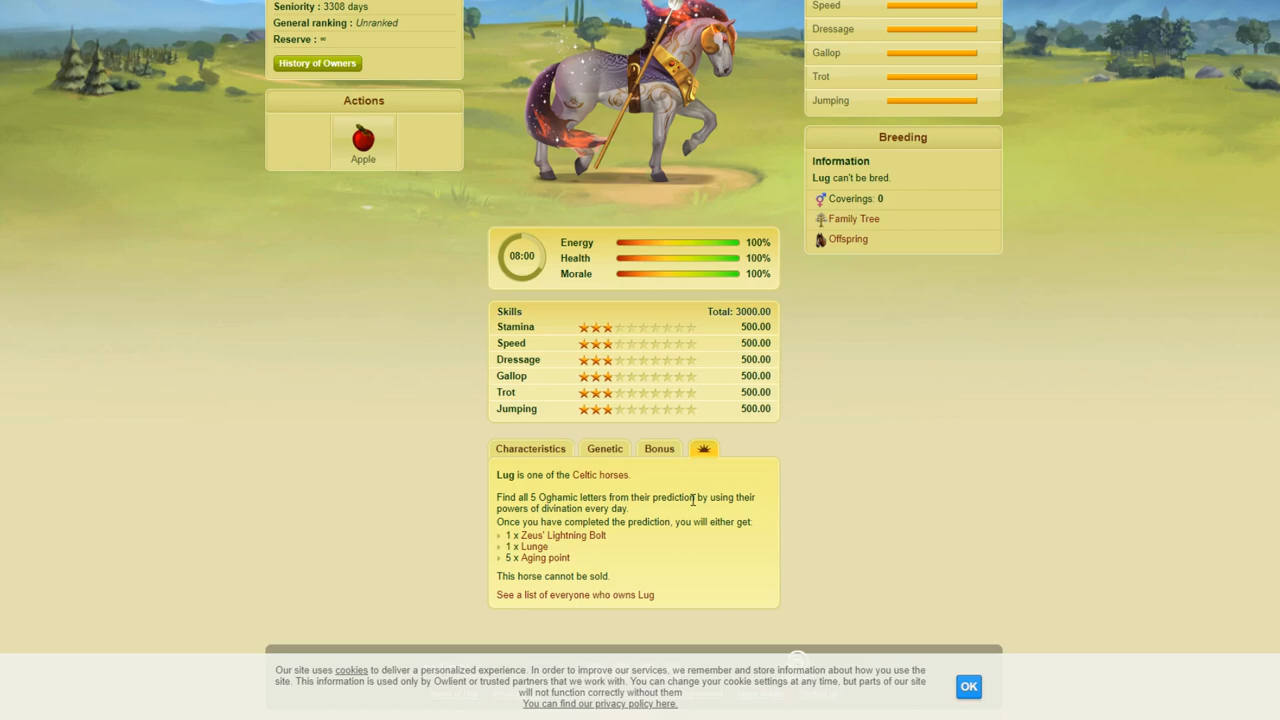 Seniority : 3308 days
General ranking : Unranked
Reserve : ∞
History of Owners
Actions
Apple
Speed
Dressage
Gallop
Trot
Jumping
Breeding
Information
Lug can't be bred.
Coverings: 0
Family Tree
Offspring
08:00
Energy 100%
Health 100%
Morale 100%
Skills Total: 3000.00
Stamina 500.00
Speed 500.00
Dressage 500.00
Gallop 500.00
Trot 500.00
Jumping 500.00
Characteristics Genetic Bonus
Lug is one of the Celtic horses.
Find all 5 Oghamic letters from their prediction by using their
powers of divination every day.
Once you have completed the prediction, you will either get:
1 x Zeus' Lightning Bolt
1 x Lunge
5 x Aging point
This horse cannot be sold.
See a list of everyone who owns Lug
Our site uses cookies to deliver a personalized experience. In order to improve our services, we remember and store information about how you use the
site. This information is used only by Owlient or trusted partners that we work with. You can change your cookie settings at any time, but parts of our site
will not function correctly without them
You can find our privacy policy here.
OK